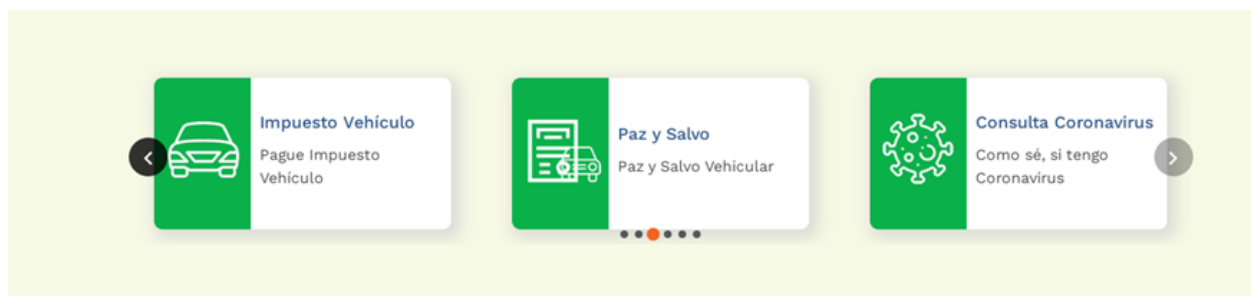 Impuesto Vehículo
Pague Impuesto
Vehículo
Paz y Salvo
Paz y Salvo Vehicular
Consulta Coronavirus
Como sé, si tengo
Coronavirus